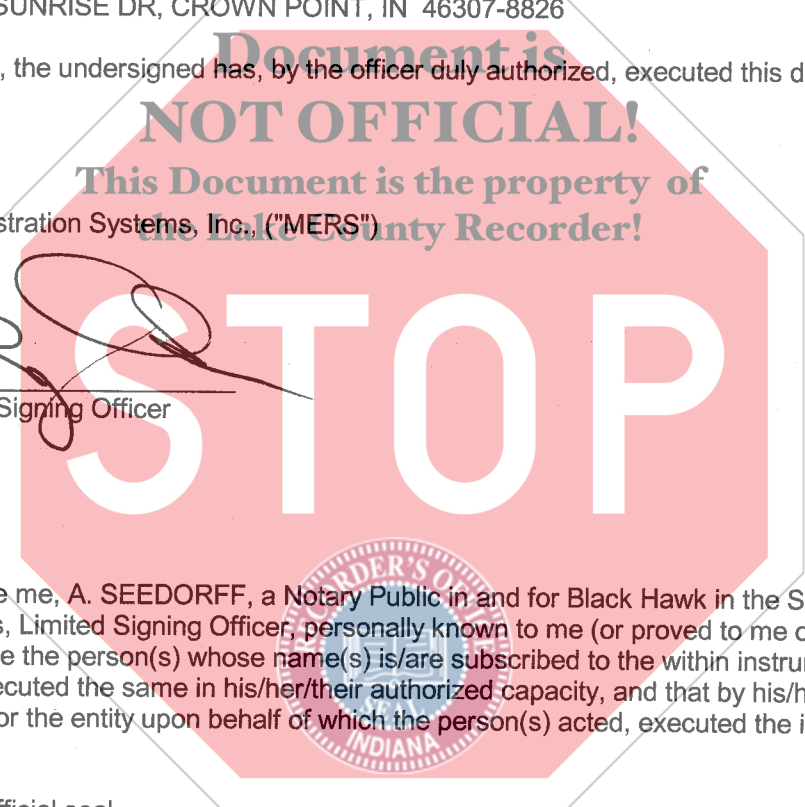 SUNRISE DR, CROWN POINT, IN 46307-8826
Document is
, the undersigned has, by the officer duly authorized, executed this d
NOT OFFICIAL!
This Document is the property of
stration Systems, Inc., ("MERS")
the Lake County Recorder!
STOP
Signing Officer
RECORDER'S OFFICE
e me, A. SEEDORFF, a Notary Public in and for Black Hawk in the S
s, Limited Signing Officer, personally known to me (or proved to me o
e the person(s) whose name(s) is/are subscribed to the within instru
ecuted the same in his/her/their authorized capacity, and that by his/h
SEAL
or the entity upon behalf of which the person(s) acted, executed the i
INDIANA
fficial seal